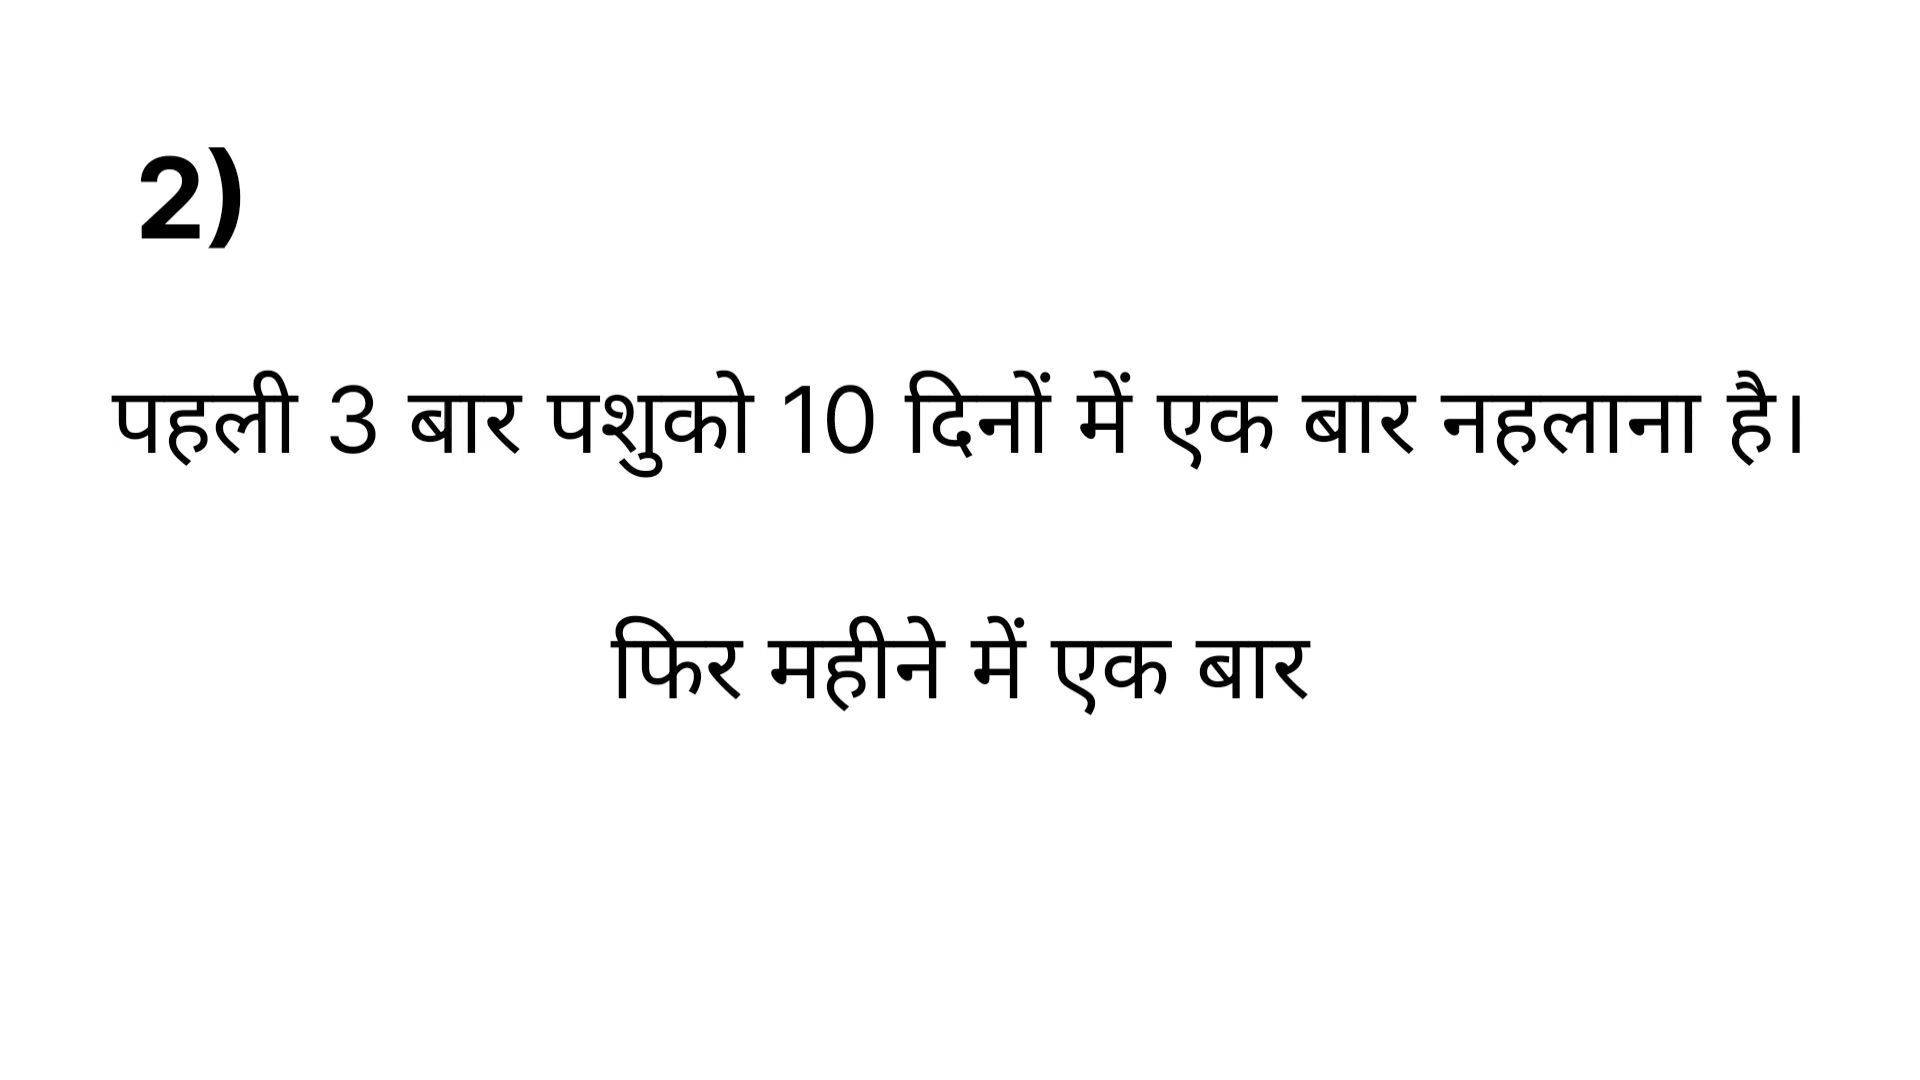 2)
पहली 3 बार पशुको 10 दिनों में एक बार नहलाना है।
फिर महीने में एक बार